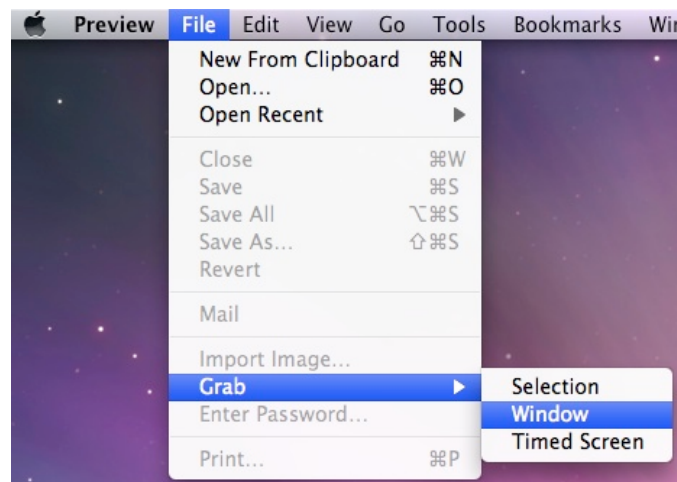 Preview File Edit View Go Tools Bookmarks
New From Clipboard ⌘N
Open... ⌘O
Open Recent ▶
Close ⌘W
Save ⌘S
Save All ⌥⌘S
Save As... ⇧⌘S
Revert
Mail
Import Image...
Grab ▶
Selection
Enter Password...
Window
Timed Screen
Print... ⌘P